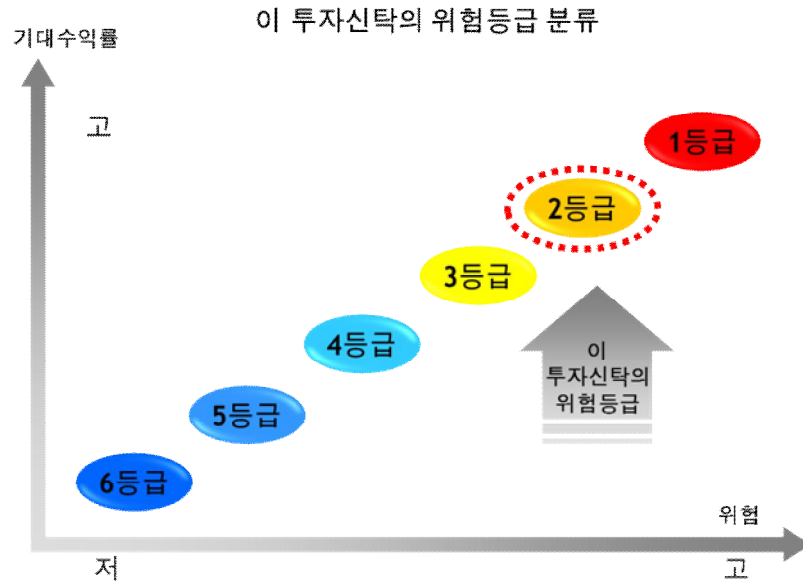 이 투자신탁의 위험등급 분류
기대수익률
고
1등급
2등급
3등급
4등급
5등급
6등급
이
투자신탁의
위험등급
위험
저
고